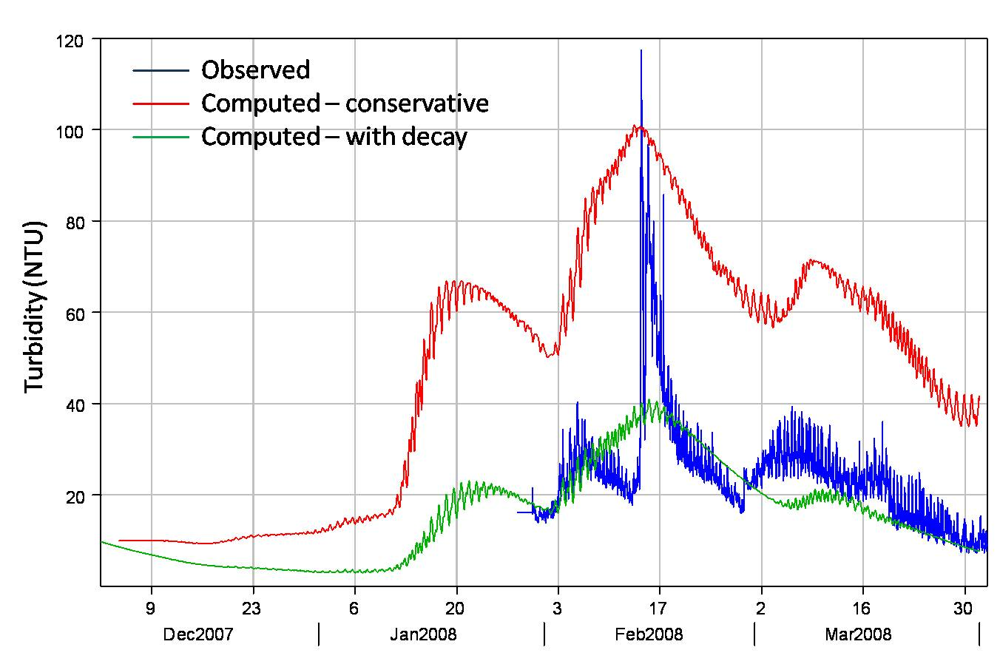 120
Observed
Computed – conservative
100
Computed – with decay
80
Turbidity (NTU)
60
40
20
9 23 6 20 3 17 2 16 30
Dec2007 Jan2008 Feb2008 Mar2008